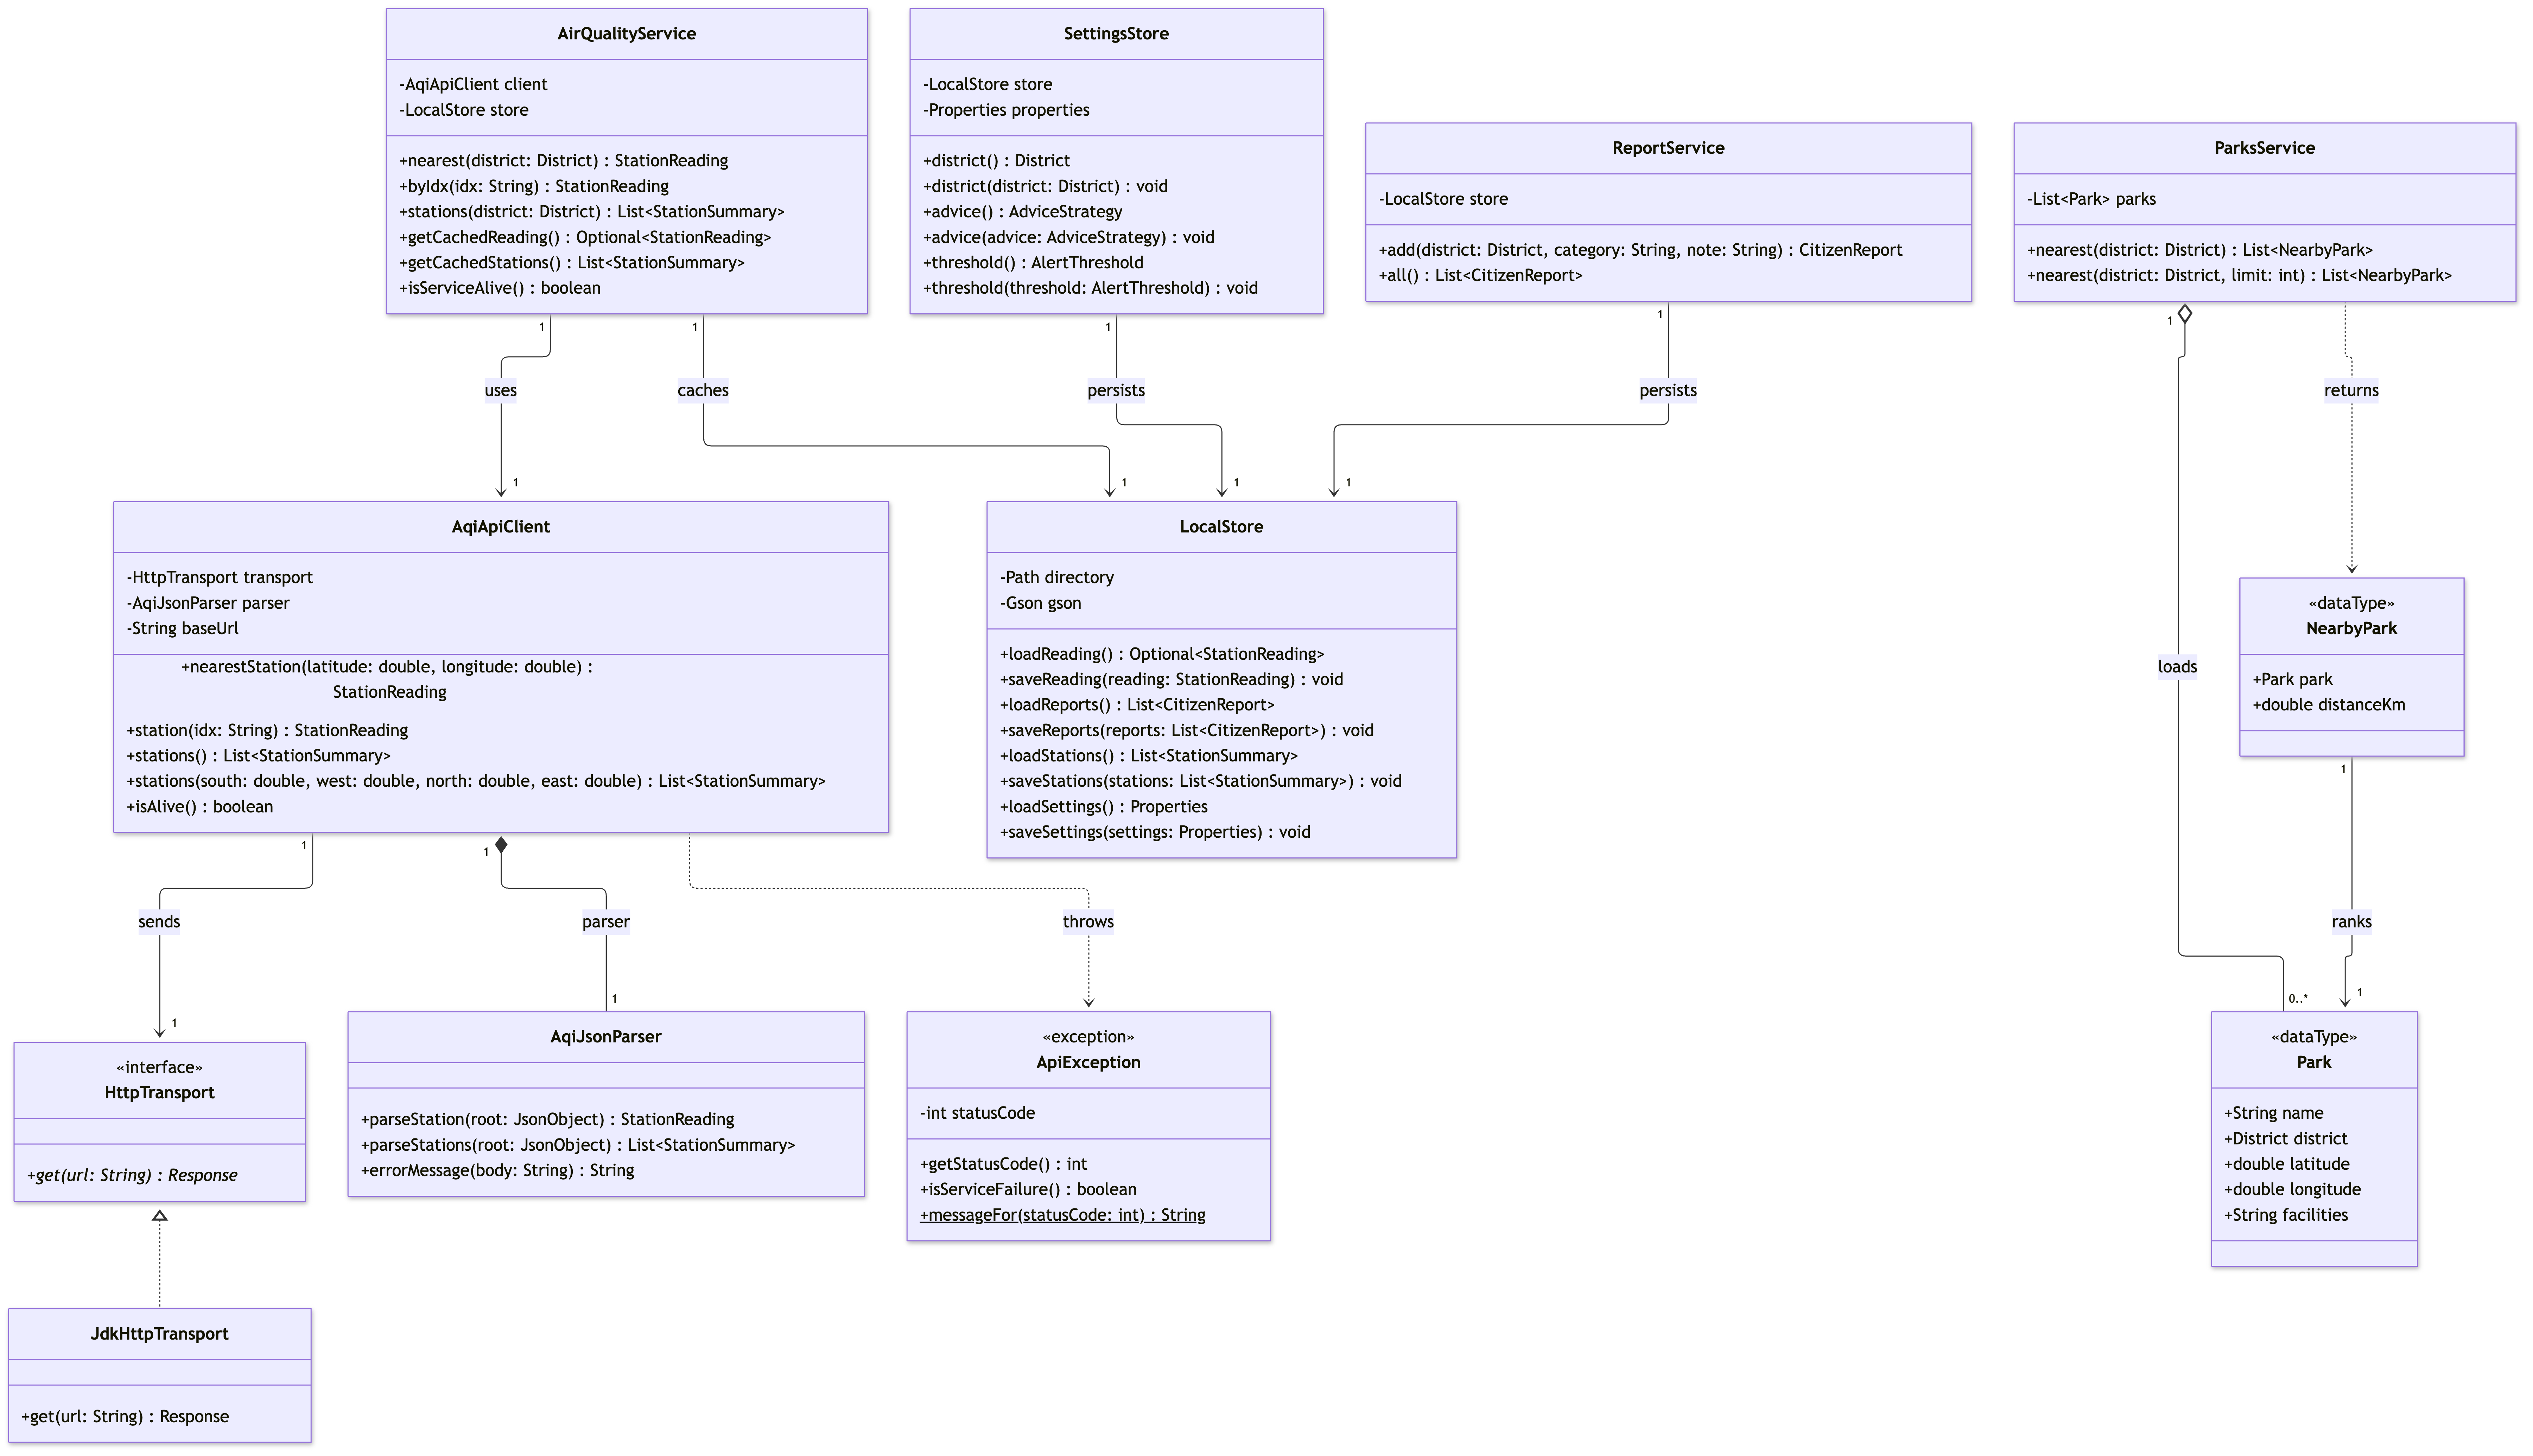 AirQualityService
-AqiApiClient client
-LocalStore store
+nearest(district: District) : StationReading
+byIdx(idx: String) : StationReading
+stations(district: District) : List<StationSummary>
+getCachedReading() : Optional<StationReading>
+getCachedStations() : List<StationSummary>
+isServiceAlive() : boolean
SettingsStore
-LocalStore store
-Properties properties
+district() : District
+district(district: District) : void
+advice() : AdviceStrategy
+advice(advice: AdviceStrategy) : void
+threshold() : AlertThreshold
+threshold(threshold: AlertThreshold) : void
ReportService
-LocalStore store
+add(district: District, category: String, note: String) : CitizenReport
+all() : List<CitizenReport>
ParksService
-List<Park> parks
+nearest(district: District) : List<NearbyPark>
+nearest(district: District, limit: int) : List<NearbyPark>
1
1
1
1
1
uses
caches
persists
persists
returns
1
1
1
1
AqiApiClient
-HttpTransport transport
-AqiJsonParser parser
-String baseUrl
+nearestStation(latitude: double, longitude: double) :
StationReading
+station(idx: String) : StationReading
+stations() : List<StationSummary>
+stations(south: double, west: double, north: double, east: double) : List<StationSummary>
+isAlive() : boolean
LocalStore
-Path directory
-Gson gson
+loadReading() : Optional<StationReading>
+saveReading(reading: StationReading) : void
+loadReports() : List<CitizenReport>
+saveReports(reports: List<CitizenReport>) : void
+loadStations() : List<StationSummary>
+saveStations(stations: List<StationSummary>) : void
+loadSettings() : Properties
+saveSettings(settings: Properties) : void
loads
«dataType»
NearbyPark
+Park park
+double distanceKm
1
1
1
sends
parser
throws
ranks
1
1
0..*
1
«interface»
HttpTransport
+get(url: String) : Response
AqiJsonParser
+parseStation(root: JsonObject) : StationReading
+parseStations(root: JsonObject) : List<StationSummary>
+errorMessage(body: String) : String
«exception»
ApiException
-int statusCode
+getStatusCode() : int
+isServiceFailure() : boolean
+messageFor(statusCode: int) : String
«dataType»
Park
+String name
+District district
+double latitude
+double longitude
+String facilities
JdkHttpTransport
+get(url: String) : Response